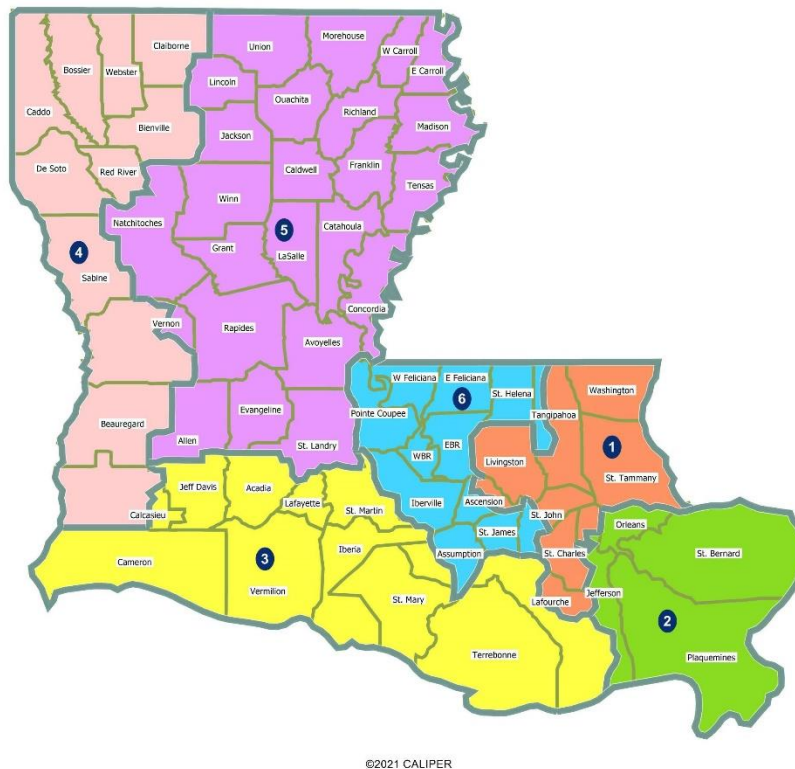 Claiborne
Union
Morehouse
W Carroll
E Carroll
Bossier
Webster
Lincoln
Ouachita
Richland
Caddo
Bienville
Jackson
Madison
De Soto
Red River
Caldwell
Franklin
Tensas
Winn
Natchitoches
Catahoula
5
4
Grant
LaSalle
Sabine
Concordia
Vernon
Rapides
Avoyelles
W Feliciana
E Feliciana
St. Helena
Washington
6
Pointe Coupee
Tangipahoa
Beauregard
Evangeline
Allen
St. Landry
EBR
1
WBR
Livingston
St. Tammany
Jeff Davis
Acadia
Lafayette
St. Martin
Iberville
Ascension
St. John
Calcasieu
Orleans
St. James
Iberia
Assumption
St. Charles
St. Bernard
Cameron
3
Vermilion
Jefferson
St. Mary
Lafourche
2
Terrebonne
Plaquemines
©2021 CALIPER